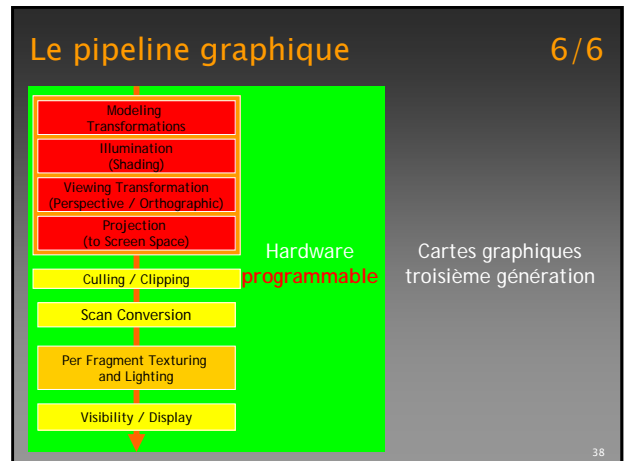 Le pipeline graphique 6/6
Modeling
Transformations
Illumination
(Shading)
Viewing Transformation
(Perspective / Orthographic)
Projection
(to Screen Space)
Culling / Clipping
Scan Conversion
Per Fragment Texturing
and Lighting
Visibility / Display
Hardware
programmable
Cartes graphiques
troisième génération
38